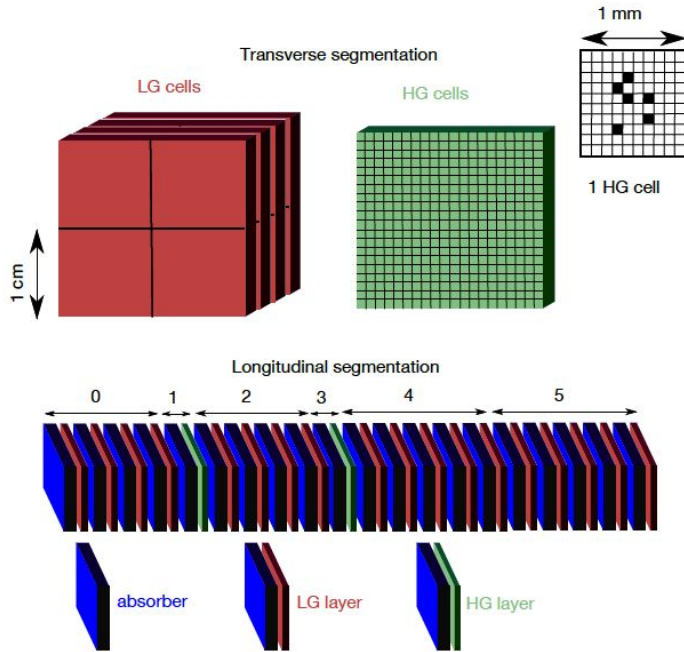 1 mm
Transverse segmentation
LG cells
HG cells
1 HG cell
1 cm
Longitudinal segmentation
0 1 2 3 4 5
absorber
LG layer
HG layer